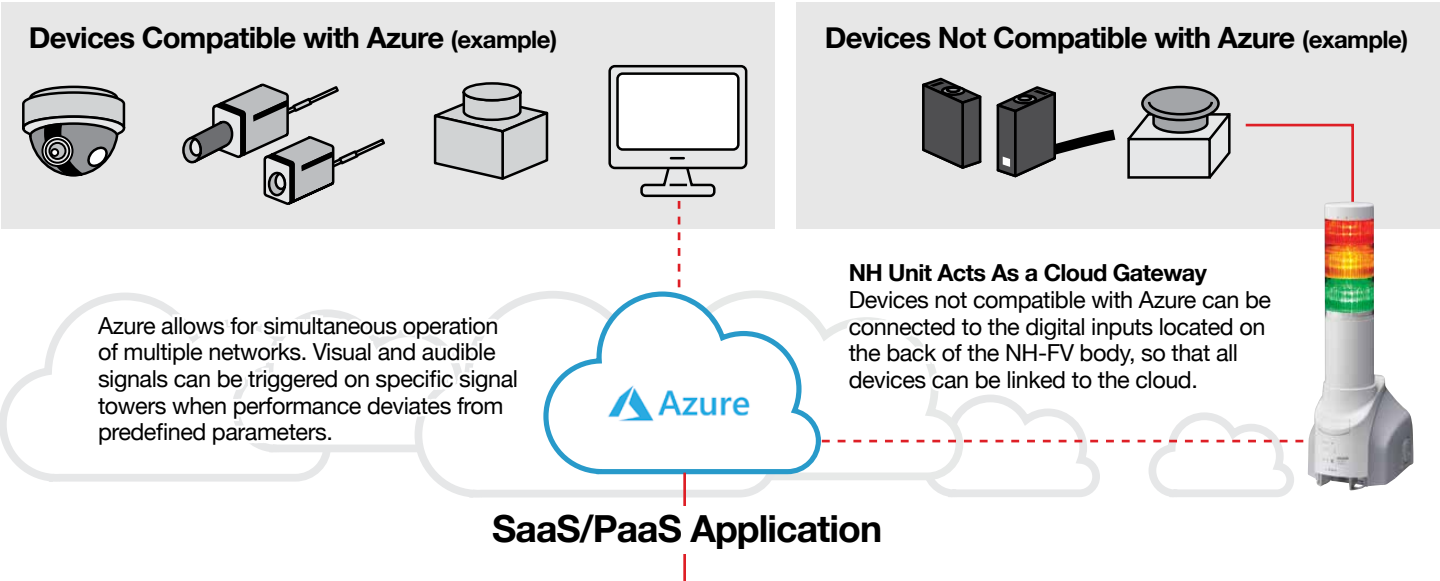 Devices Compatible with Azure (example)
Devices Not Compatible with Azure (example)
NH Unit Acts As a Cloud Gateway
Devices not compatible with Azure can be
connected to the digital inputs located on
the back of the NH-FV body, so that all
devices can be linked to the cloud.
Azure allows for simultaneous operation
of multiple networks. Visual and audible
signals can be triggered on specific signal
towers when performance deviates from
predefined parameters.
Azure
SaaS/PaaS Application